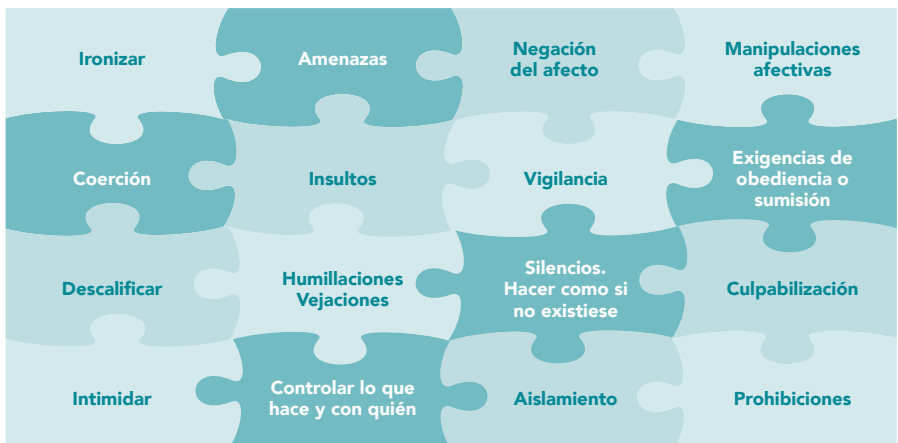 Ironizar
Amenazas
Negación
del afecto
Manipulaciones
afectivas
Coerción
Insultos
Vigilancia
Exigencias de
obediencia o
sumisión
Descalificar
Humillaciones
Vejaciones
Silencios.
Hacer como si
no existiese
Culpabilización
Intimidar
Controlar lo que
hace y con quién
Aislamiento
Prohibiciones